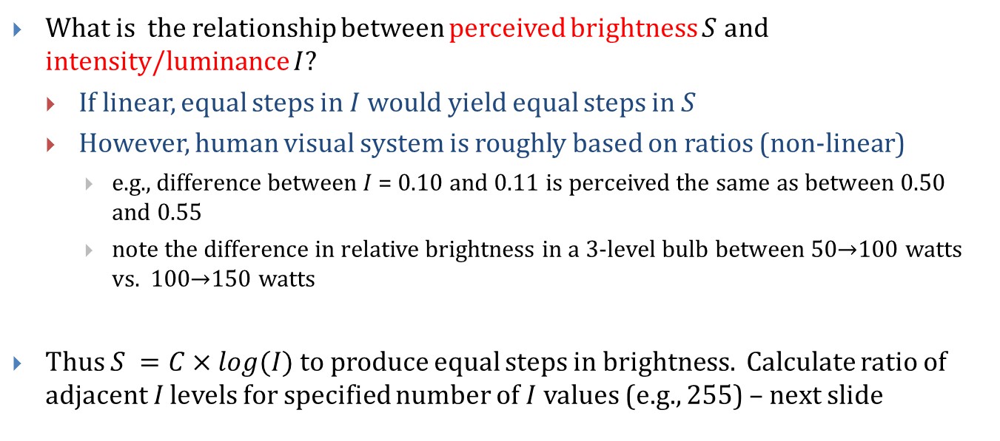 What is the relationship between perceived brightness S and
intensity/luminance I?
If linear, equal steps in I would yield equal steps in S
However, human visual system is roughly based on ratios (non-linear)
e.g., difference between I = 0.10 and 0.11 is perceived the same as between 0.50
and 0.55
note the difference in relative brightness in a 3-level bulb between 50→100 watts
vs. 100→150 watts
Thus S = C × log(I) to produce equal steps in brightness. Calculate ratio of
adjacent I levels for specified number of I values (e.g., 255) – next slide